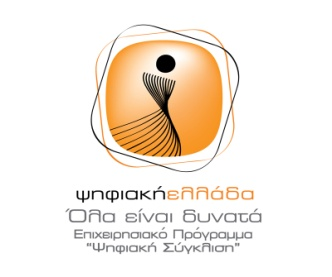 ψηφιακήελλάδα
Όλα είναι δυνατά
Επιχειρησιακό Πρόγραμμα
"Ψηφιακή Σύγκλιση"